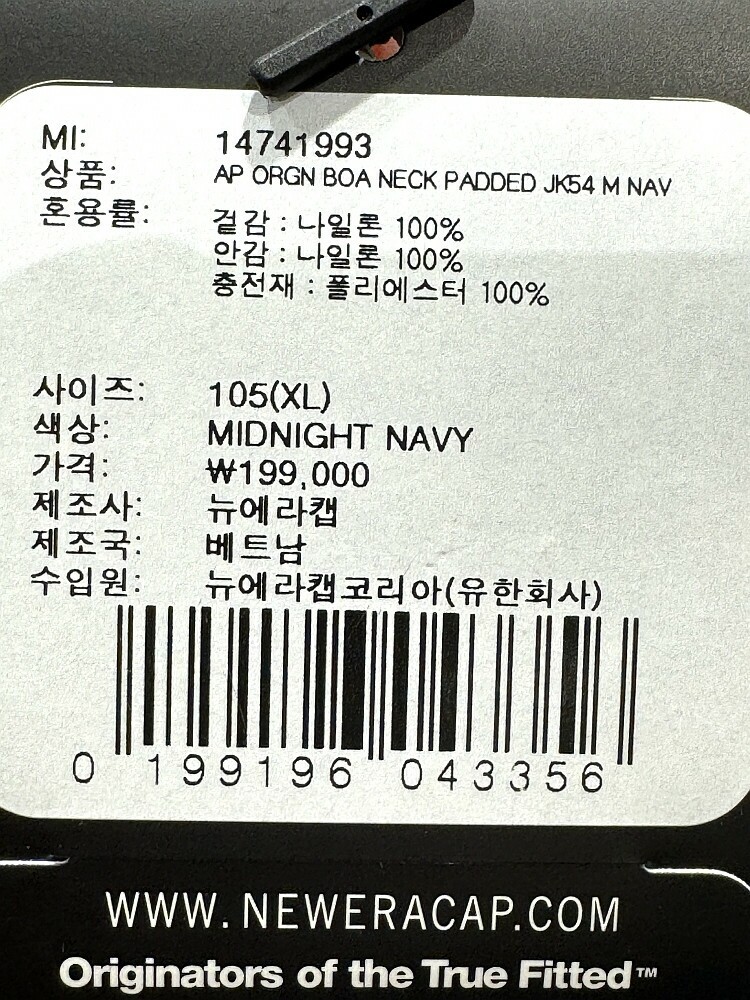 MI: 14741993
상품: AP ORGN BOA NECK PADDED JK54 M NAV
혼용률: 겉감 : 나일론 100%
안감 : 나일론 100%
충전재 : 폴리에스터 100%
사이즈: 105(XL)
색상: MIDNIGHT NAVY
가격: ₩199,000
제조사: 뉴에라캡
제조국: 베트남
수입원: 뉴에라캡코리아(유한회사)
0 199196 043356
WWW.NEWERACAP.COM
Originators of the True Fitted™